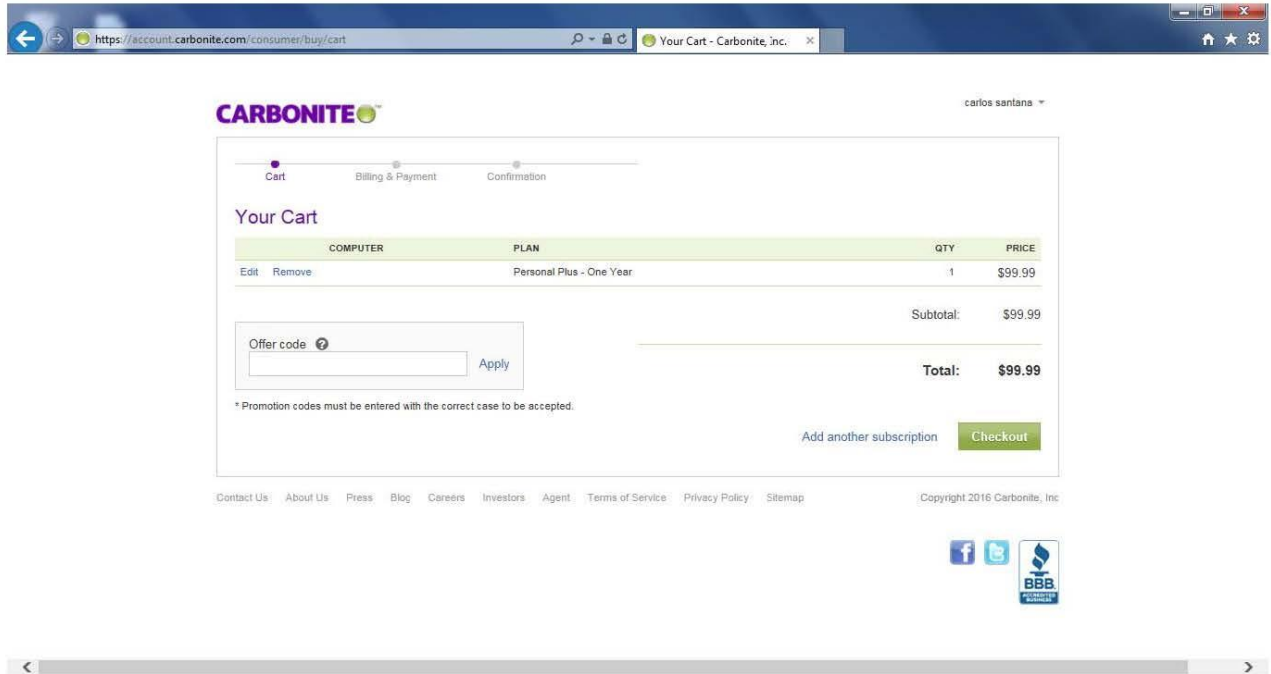 https://account.carbonite.com/consumer/buy/cart
Your Cart - Carbonite, Inc.
CARBONITE
carlos santana
Cart Billing & Payment Confirmation
Your Cart
COMPUTER PLAN QTY PRICE
Edit Remove Personal Plus - One Year 1 $99.99
Subtotal: $99.99
Offer code
Apply
Total: $99.99
* Promotion codes must be entered with the correct case to be accepted.
Add another subscription Checkout
Contact Us About Us Press Blog Careers Investors Agent Terms of Service Privacy Policy Sitemap Copyright 2016 Carbonite, Inc
BBB.
ACCREDITED
BUSINESS